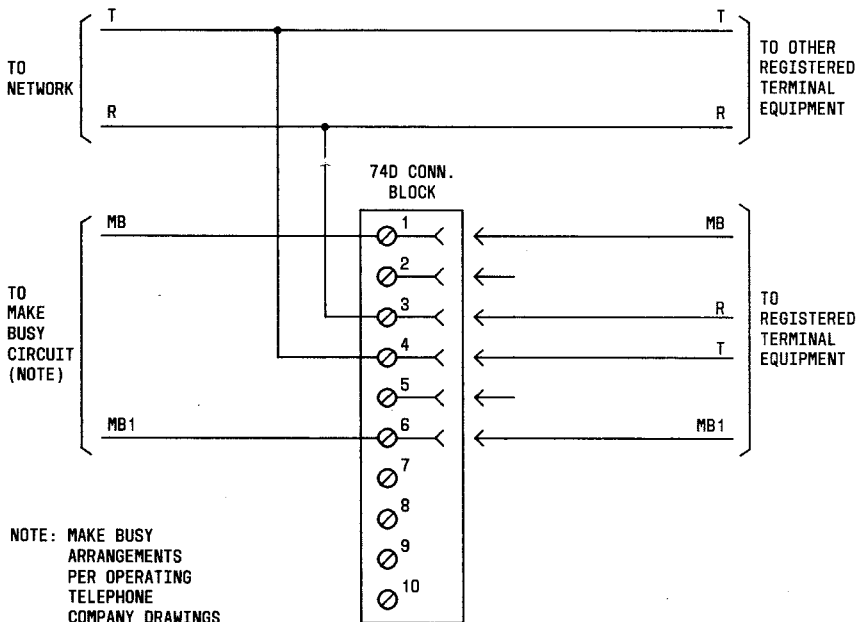 T
T
TO
NETWORK
TO OTHER
REGISTERED
TERMINAL
EQUIPMENT
R
R
74D CONN.
BLOCK
MB
1
MB
2
TO
MAKE
BUSY
CIRCUIT
(NOTE)
3
R
TO
REGISTERED
TERMINAL
EQUIPMENT
4
T
5
MB1
6
MB1
7
8
9
10
NOTE: MAKE BUSY
ARRANGEMENTS
PER OPERATING
TELEPHONE
COMPANY DRAWINGS